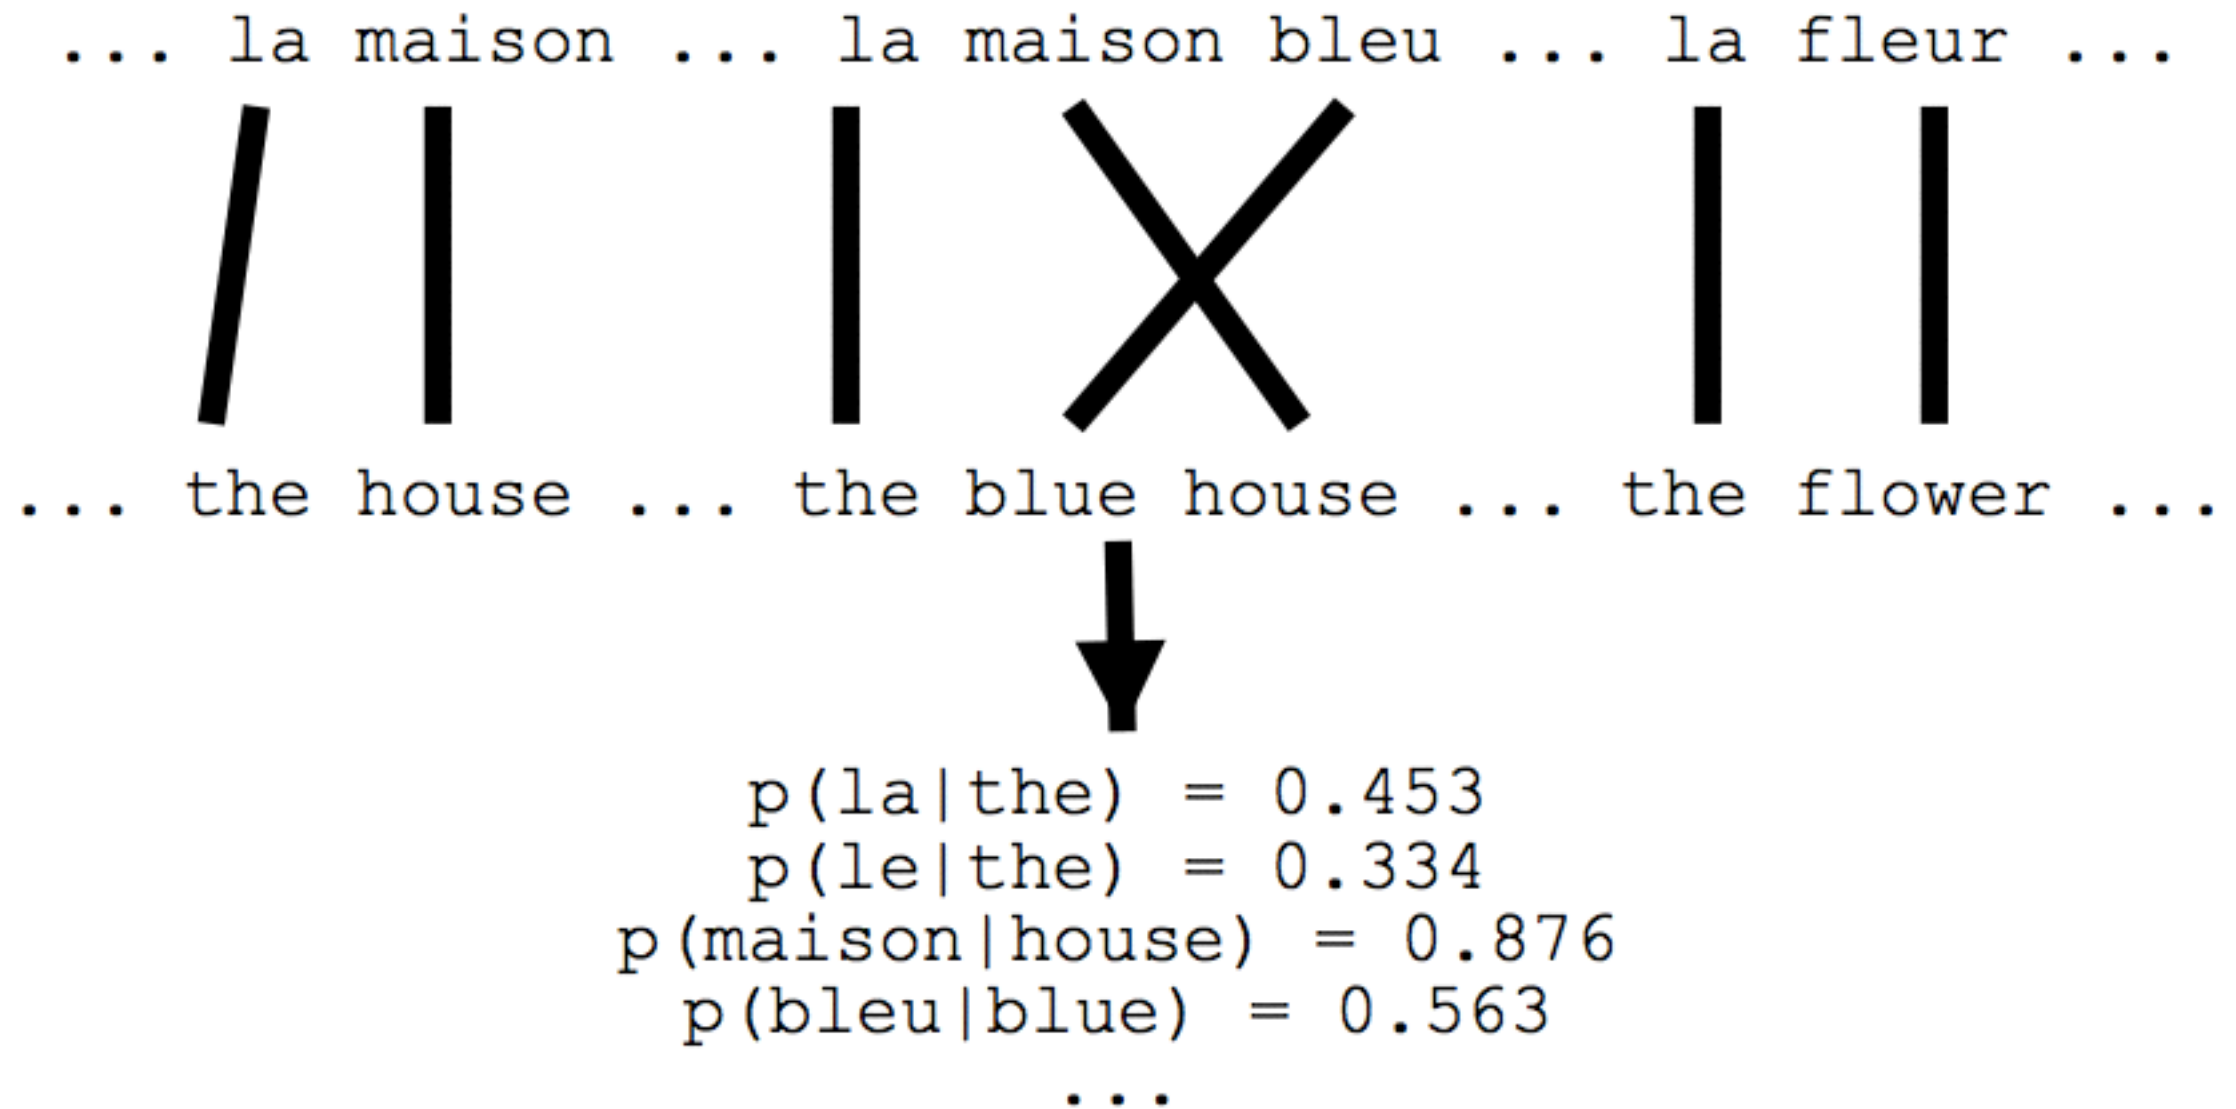 ... la maison ... la maison bleu ... la fleur ...
... the house ... the blue house ... the flower ...
p(la|the) = 0.453
p(le|the) = 0.334
p(maison|house) = 0.876
p(bleu|blue) = 0.563
...